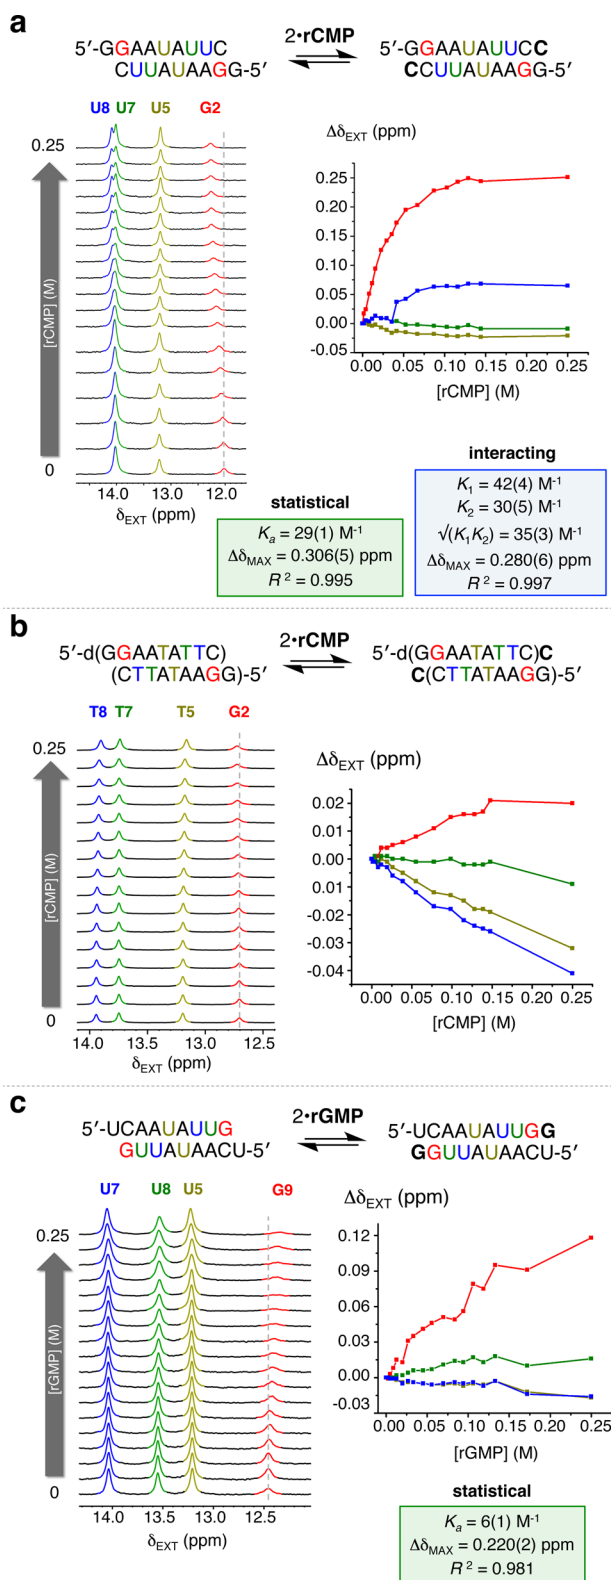 a
2•rCMP
5′-GGAAUAUUC
CUUAUAAGG-5′
5′-GGAAUAUUCC
CCUUAUAAGG-5′
U8 U7 U5 G2
0.25
[rCMP] (M)
0
14.0 13.0 12.0
δEXT (ppm)
ΔδEXT (ppm)
0.25
0.20
0.15
0.10
0.05
0.00
-0.05
0.00 0.05 0.10 0.15 0.20 0.25
[rCMP] (M)
statistical
Ka = 29(1) M-1
ΔδMAX = 0.306(5) ppm
R 2 = 0.995
interacting
K1 = 42(4) M-1
K2 = 30(5) M-1
√(K1K2) = 35(3) M-1
ΔδMAX = 0.280(6) ppm
R 2 = 0.997
b
2•rCMP
5′-d(GGAATATTC)
(CTTATAAGG)-5′
5′-d(GGAATATTC)C
C(CTTATAAGG)-5′
T8 T7 T5 G2
0.25
[rCMP] (M)
0
14.0 13.5 13.0 12.5
δEXT (ppm)
ΔδEXT (ppm)
0.02
0.01
0.00
0.01
-0.02
-0.03
-0.04
0.00 0.05 0.10 0.15 0.20 0.25
[rCMP] (M)
c
2•rGMP
5′-UCAAUAUUG
GUUAUAACU-5′
5′-UCAAUAUUGG
GGUUAUAACU-5′
U7 U8 U5 G9
0.25
[rGMP] (M)
0
14.0 13.5 13.0 12.5
δEXT (ppm)
ΔδEXT (ppm)
0.12
0.09
0.06
0.03
0.00
-0.03
0.00 0.05 0.10 0.15 0.20 0.25
[rGMP] (M)
statistical
Ka = 6(1) M-1
ΔδMAX = 0.220(2) ppm
R 2 = 0.981